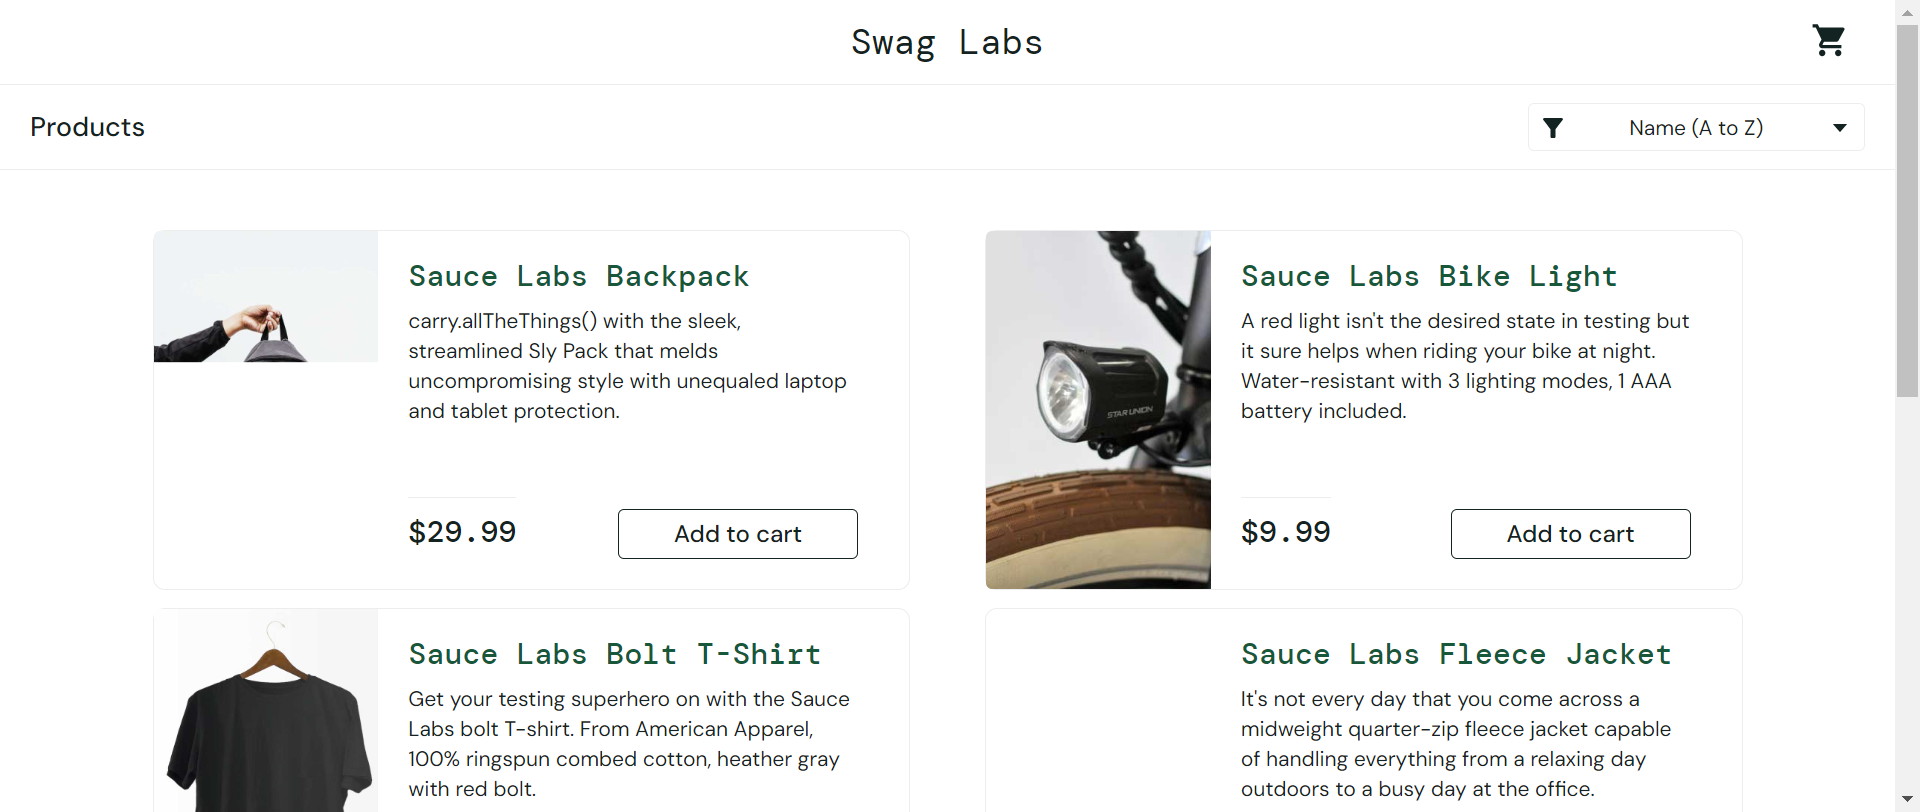 Swag Labs
Products
Name (A to Z)
Sauce Labs Backpack
carry.allTheThings() with the sleek,
streamlined Sly Pack that melds
uncompromising style with unequaled laptop
and tablet protection.
$29.99
Add to cart
Sauce Labs Bike Light
A red light isn't the desired state in testing but
it sure helps when riding your bike at night.
Water-resistant with 3 lighting modes, 1 AAA
battery included.
STAR UNION
$9.99
Add to cart
Sauce Labs Bolt T-Shirt
Get your testing superhero on with the Sauce
Labs bolt T-shirt. From American Apparel,
100% ringspun combed cotton, heather gray
with red bolt.
Sauce Labs Fleece Jacket
It's not every day that you come across a
midweight quarter-zip fleece jacket capable
of handling everything from a relaxing day
outdoors to a busy day at the office.